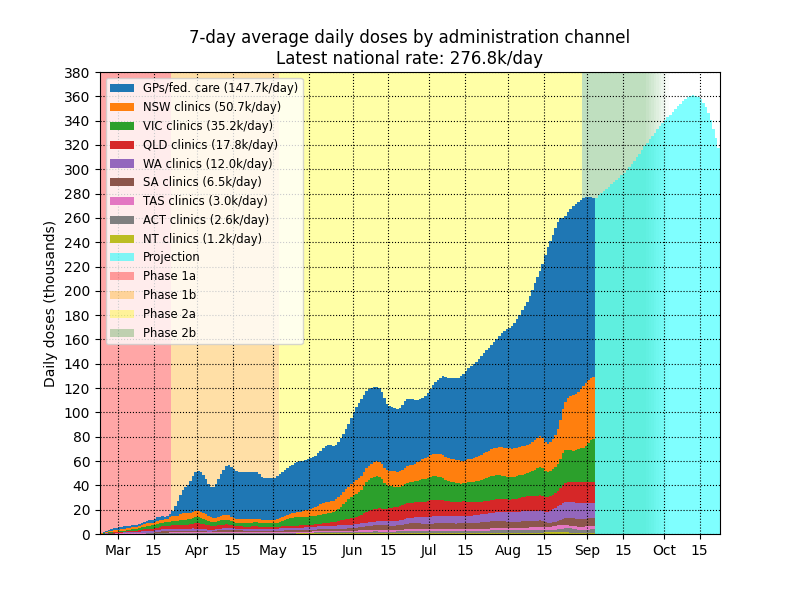 7-day average daily doses by administration channel
Latest national rate: 276.8k/day
Daily doses (thousands)
380
360
340
320
300
280
260
240
220
200
180
160
140
120
100
80
60
40
20
0
GPs/fed. care (147.7k/day)
NSW clinics (50.7k/day)
VIC clinics (35.2k/day)
QLD clinics (17.8k/day)
WA clinics (12.0k/day)
SA clinics (6.5k/day)
TAS clinics (3.0k/day)
ACT clinics (2.6k/day)
NT clinics (1.2k/day)
Projection
Phase 1a
Phase 1b
Phase 2a
Phase 2b
Mar 15 Apr 15 May 15 Jun 15 Jul 15 Aug 15 Sep 15 Oct 15